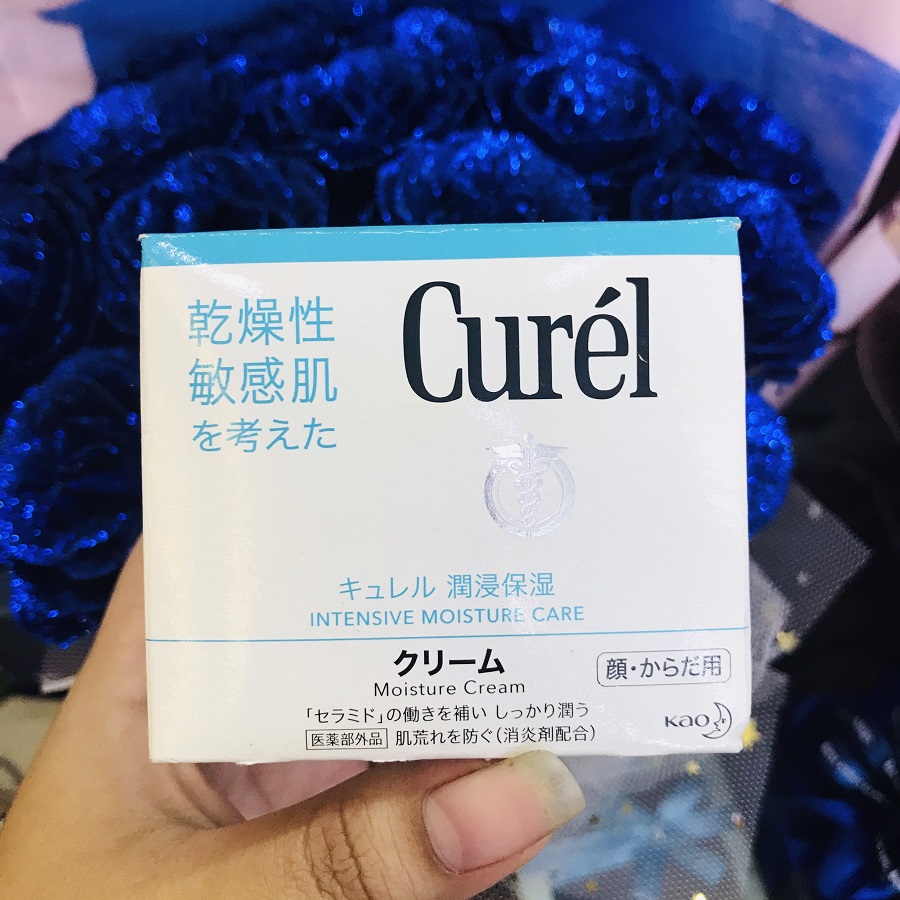 乾燥性
敏感肌
を考えた
Curél
キュレル 潤浸保湿
INTENSIVE MOISTURE CARE
クリーム
Moisture Cream
顔・からだ用
「セラミド」の働きを補い しっかり潤う
医薬部外品 肌荒れを防ぐ(消炎剤配合)
Kao